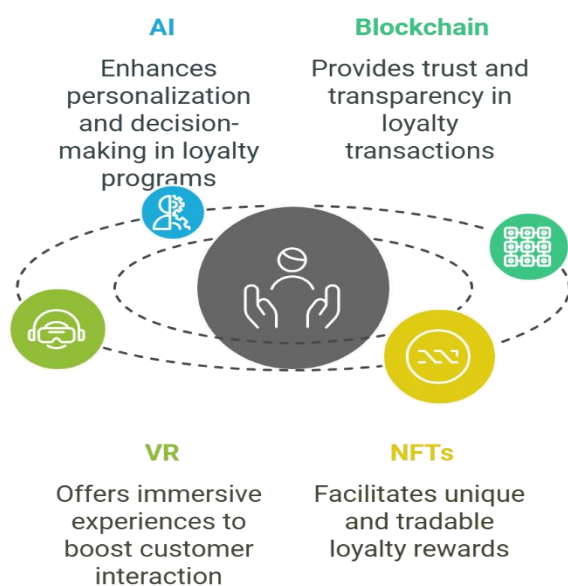 AI
Enhances
personalization
and decision-
making in loyalty
programs
Blockchain
Provides trust and
transparency in
loyalty
transactions
VR
Offers immersive
experiences to
boost customer
interaction
NFTs
Facilitates unique
and tradable
loyalty rewards